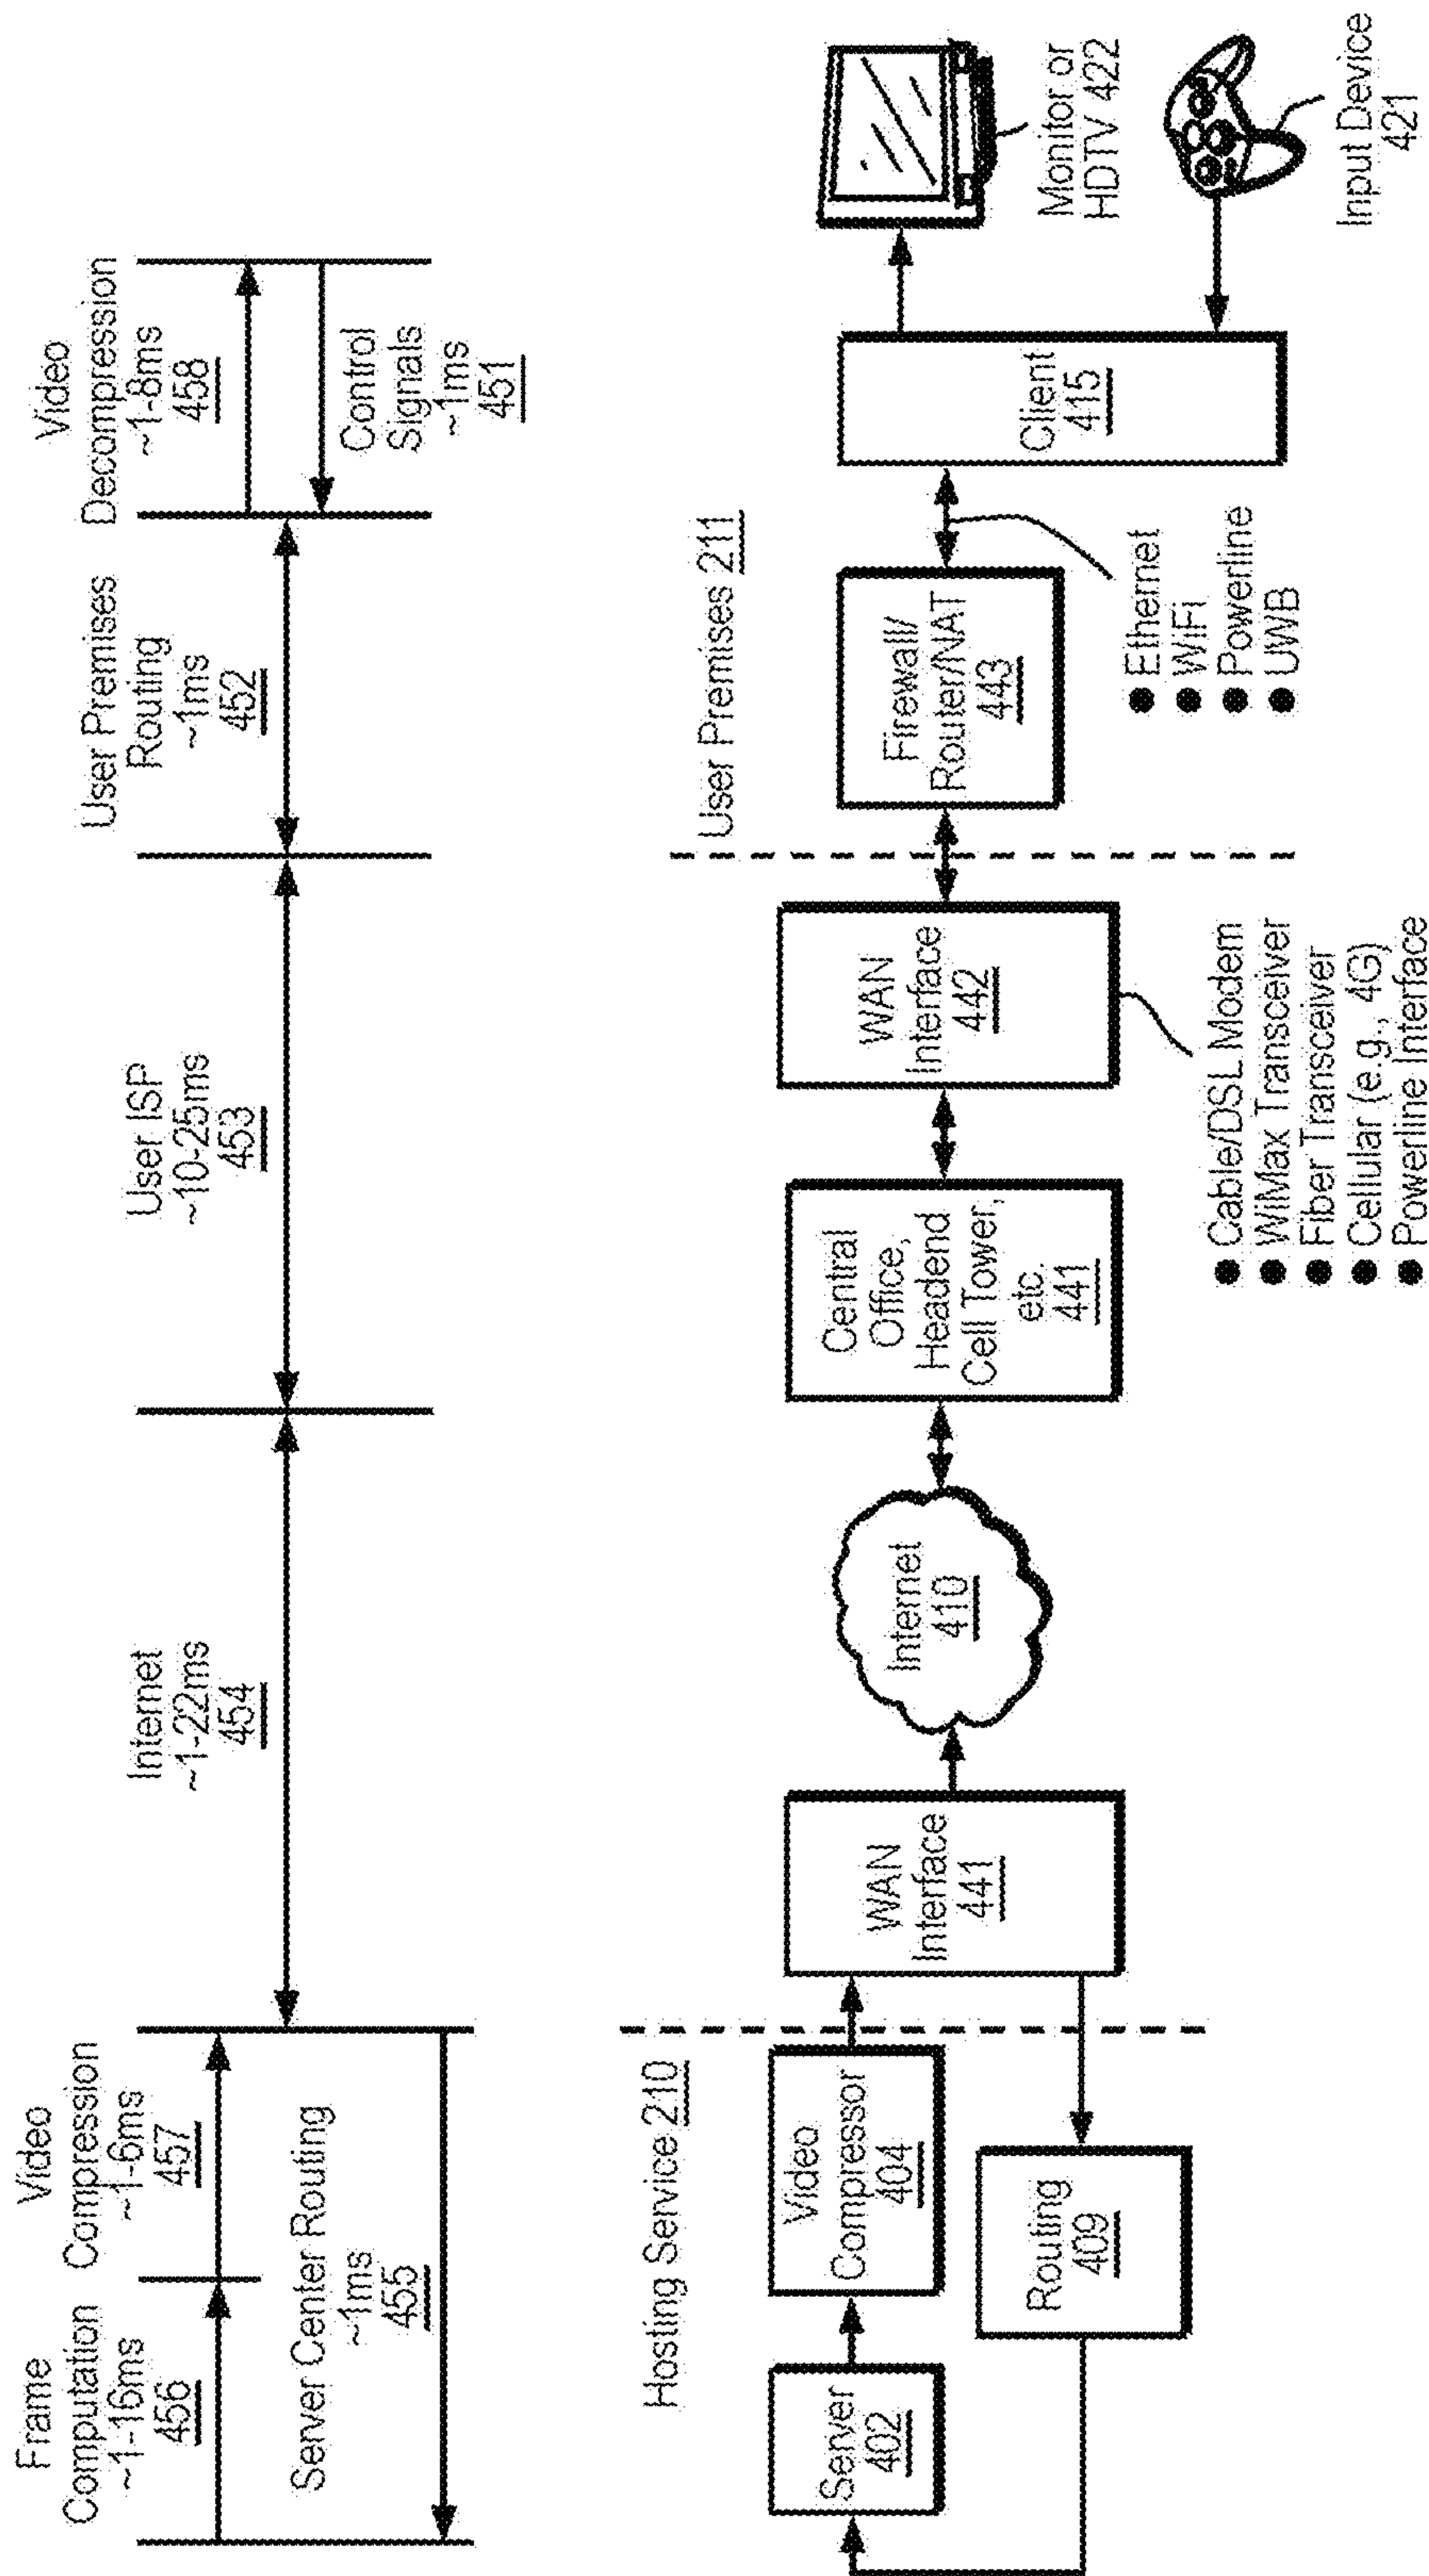 Frame
Computation
~1-16ms
456
Video
Compression
~1-6ms
457
Server Center Routing
~1ms
455
Internet
~1-22ms
454
User ISP
~10-25ms
453
User Premises
Routing
~1ms
452
Video
Decompression
~1-8ms
458
Control
Signals
~1ms
451
Hosting Service 210
Server
402
Video
Compressor
404
Routing
409
WAN
Interface
441
Internet
410
Central
Office,
Headend
Cell Tower,
etc.
441
WAN
Interface
442
● Cable/DSL Modem
● WiMax Transceiver
● Fiber Transceiver
● Cellular (e.g., 4G)
● Powerline Interface
User Premises 211
Firewall/
Router/NAT
443
● Ethernet
● WiFi
● Powerline
● UWB
Client
415
Monitor or
HDTV 422
Input Device
421